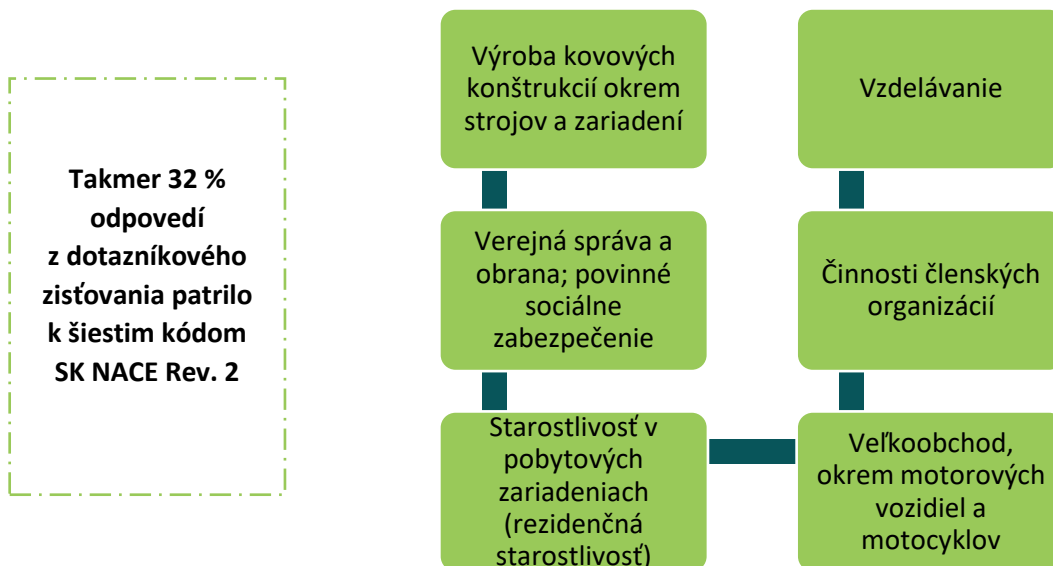 Takmer 32 %
odpovedí
z dotazníkového
zisťovania patrilo
k šiestim kódom
SK NACE Rev. 2
Výroba kovových
konštrukcií okrem
strojov a zariadení
Verejná správa a
obrana; povinné
sociálne
zabezpečenie
Starostlivosť v
pobytových
zariadeniach
(rezidenčná
starostlivosť)
Veľkoobchod,
okrem motorových
vozidiel a
motocyklov
Činnosti členských
organizácií
Vzdelávanie